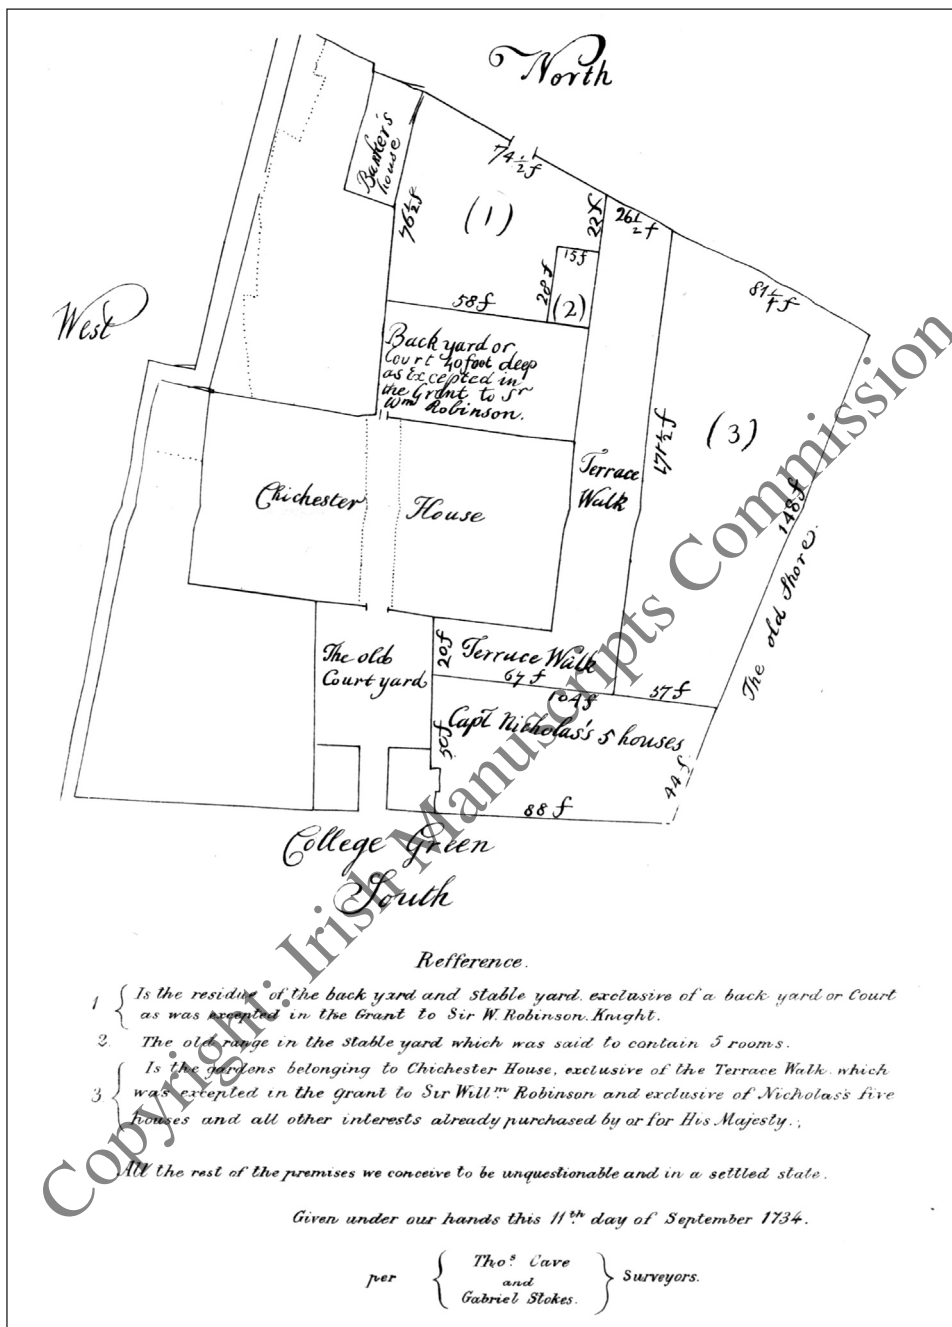 North
Bunker's
house
74 1/2 f
(1)
76 1/2 f
22 f
26 1/2 f
15 f
28 f
(2)
58 f
81 1/4 f
West
Back yard or
Court 40 foot deep
as Excepted in
the Grant to Sr
Wm Robinson.
171 1/2 f
(3)
Terrace
Walk
Chichester House
148 f
The old Shore.
The old
Court yard
20 f
Terrace Walk
67 f
104 f
57 f
50 f
Capt Nicholas's 5 houses
44 f
88 f
College Green
South
Refference.
1 { Is the residue of the back yard and Stable yard. exclusive of a back yard or Court
as was excepted in the Grant to Sir W. Robinson. Knight.
2. The old range in the stable yard which was said to contain 5 rooms.
3 { Is the gardens belonging to Chichester House, exclusive of the Terrace Walk. which
was excepted in the Grant to Sir Willm Robinson and exclusive of Nicholas's five
houses and all other interests already purchased by or for His Majesty.
All the rest of the premises we conceive to be unquestionable and in a settled state.
Given under our hands this 11th day of September 1734.
per { Thos. Cave
and
Gabriel Stokes. } Surveyors.
Copyright: Irish Manuscripts Commission